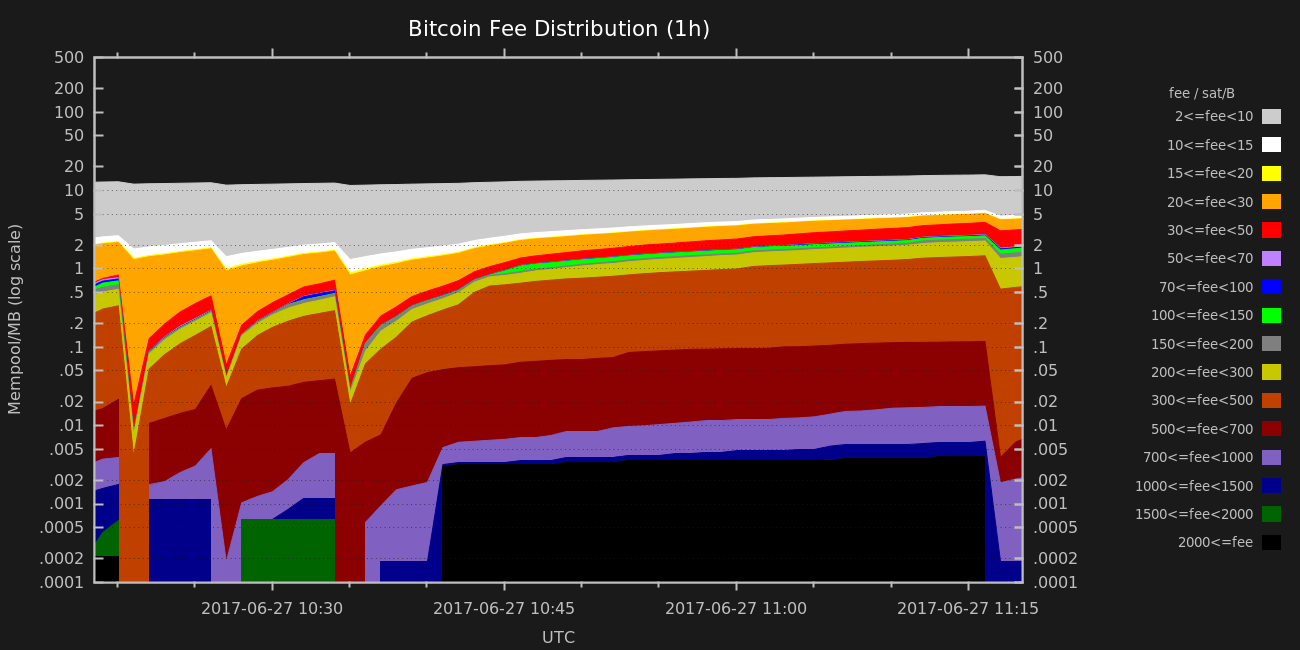 Bitcoin Fee Distribution (1h)
Mempool/MB (log scale)
500
200
100
50
20
10
5
2
1
.5
.2
.1
.05
.02
.01
.005
.002
.001
.0005
.0002
.0001
500
200
100
50
20
10
5
2
1
.5
.2
.1
.05
.02
.01
.005
.002
.001
.0005
.0002
.0001
2017-06-27 10:30
2017-06-27 10:45
2017-06-27 11:00
2017-06-27 11:15
UTC
fee / sat/B
2<=fee<10
10<=fee<15
15<=fee<20
20<=fee<30
30<=fee<50
50<=fee<70
70<=fee<100
100<=fee<150
150<=fee<200
200<=fee<300
300<=fee<500
500<=fee<700
700<=fee<1000
1000<=fee<1500
1500<=fee<2000
2000<=fee